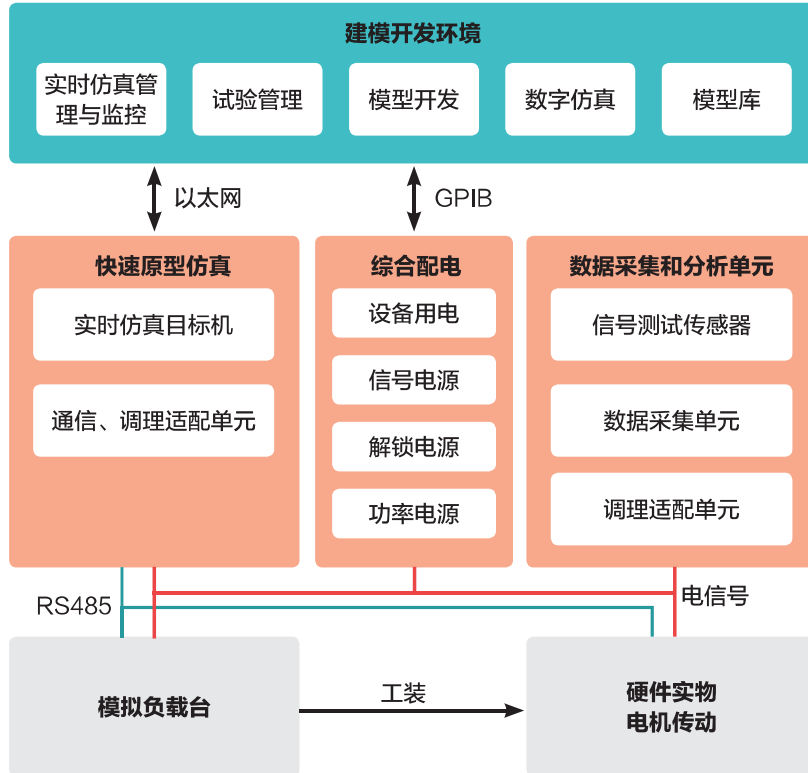 建模开发环境
实时仿真管
理与监控
试验管理
模型开发
数字仿真
模型库
以太网
GPIB
快速原型仿真
实时仿真目标机
通信、调理适配单元
综合配电
设备用电
信号电源
解锁电源
功率电源
数据采集和分析单元
信号测试传感器
数据采集单元
调理适配单元
RS485
电信号
模拟负载台
工装
硬件实物
电机传动